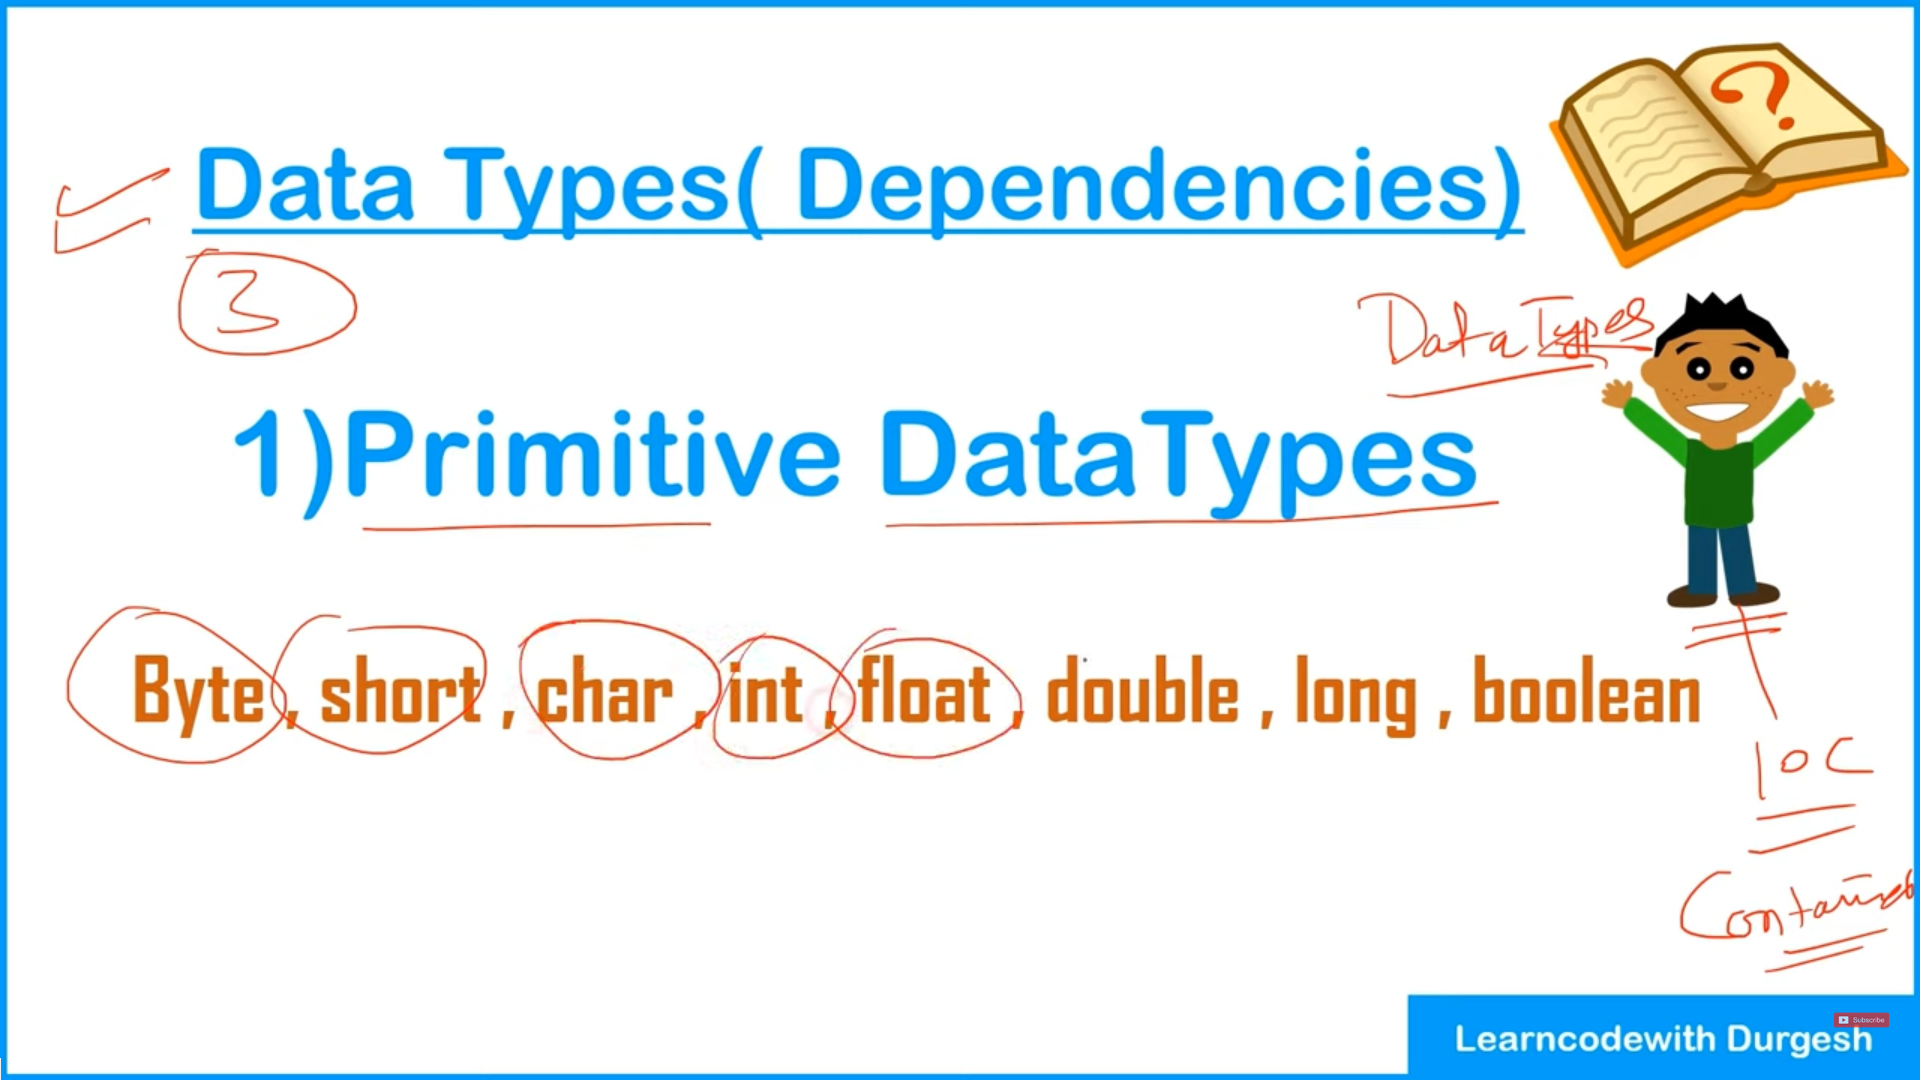 Data Types( Dependencies)
3
Data Types
1)Primitive DataTypes
Byte , short , char , int , float , double , long , boolean
IOC
Container
Subscribe
Learncodewith Durgesh
?